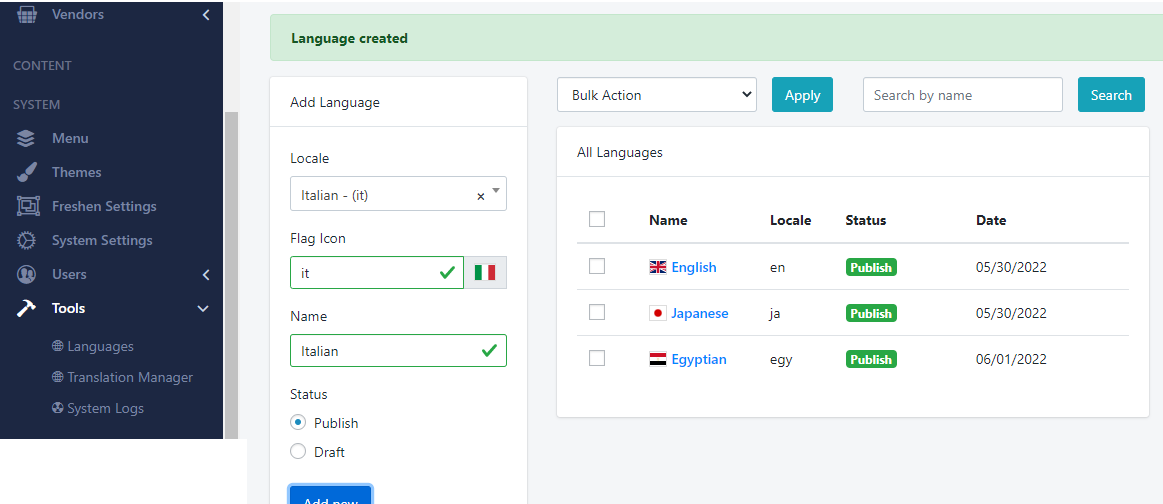 Vendors
CONTENT
SYSTEM
Menu
Themes
Freshen Settings
System Settings
Users
Tools
Languages
Translation Manager
System Logs
Language created
Add Language
Locale
Italian - (it)
×
Flag Icon
it
Name
Italian
Status
Publish
Draft
Add new
Bulk Action
Apply
Search by name
Search
All Languages
Name Locale Status Date
English en Publish 05/30/2022
Japanese ja Publish 05/30/2022
Egyptian egy Publish 06/01/2022